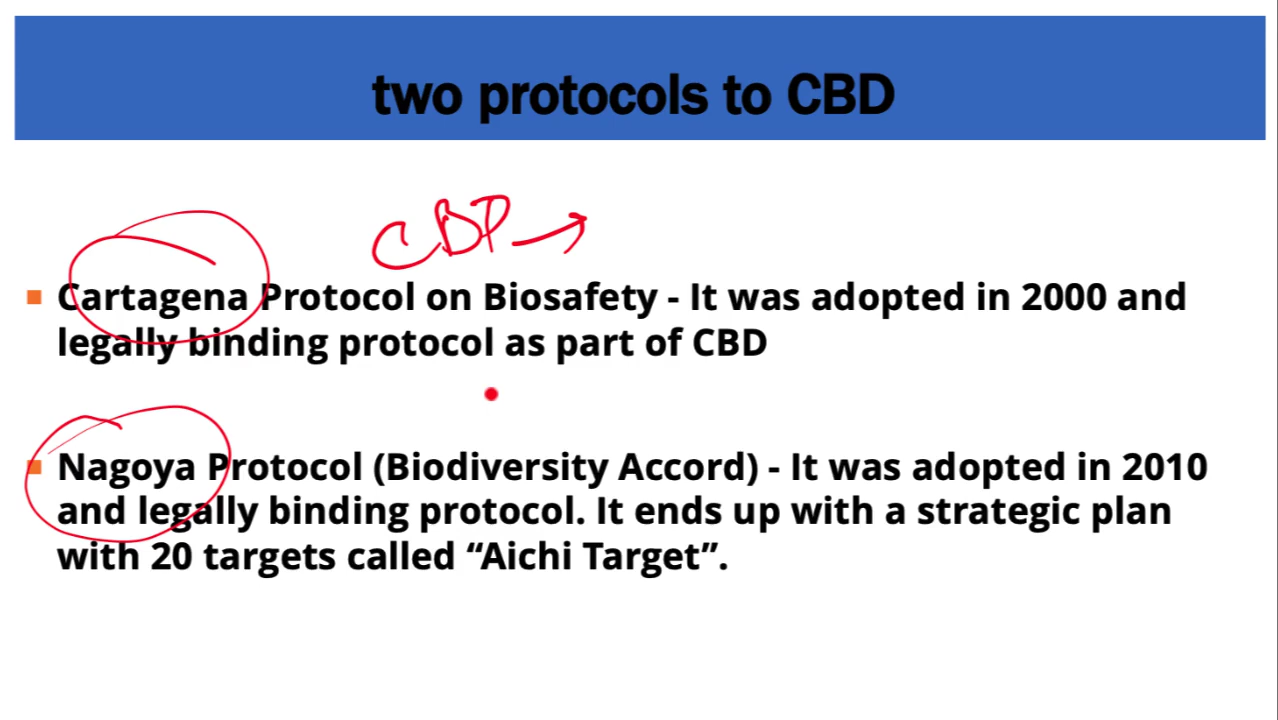 two protocols to CBD
CBD →
▪ Cartagena Protocol on Biosafety - It was adopted in 2000 and
legally binding protocol as part of CBD
▪ Nagoya Protocol (Biodiversity Accord) - It was adopted in 2010
and legally binding protocol. It ends up with a strategic plan
with 20 targets called “Aichi Target”.